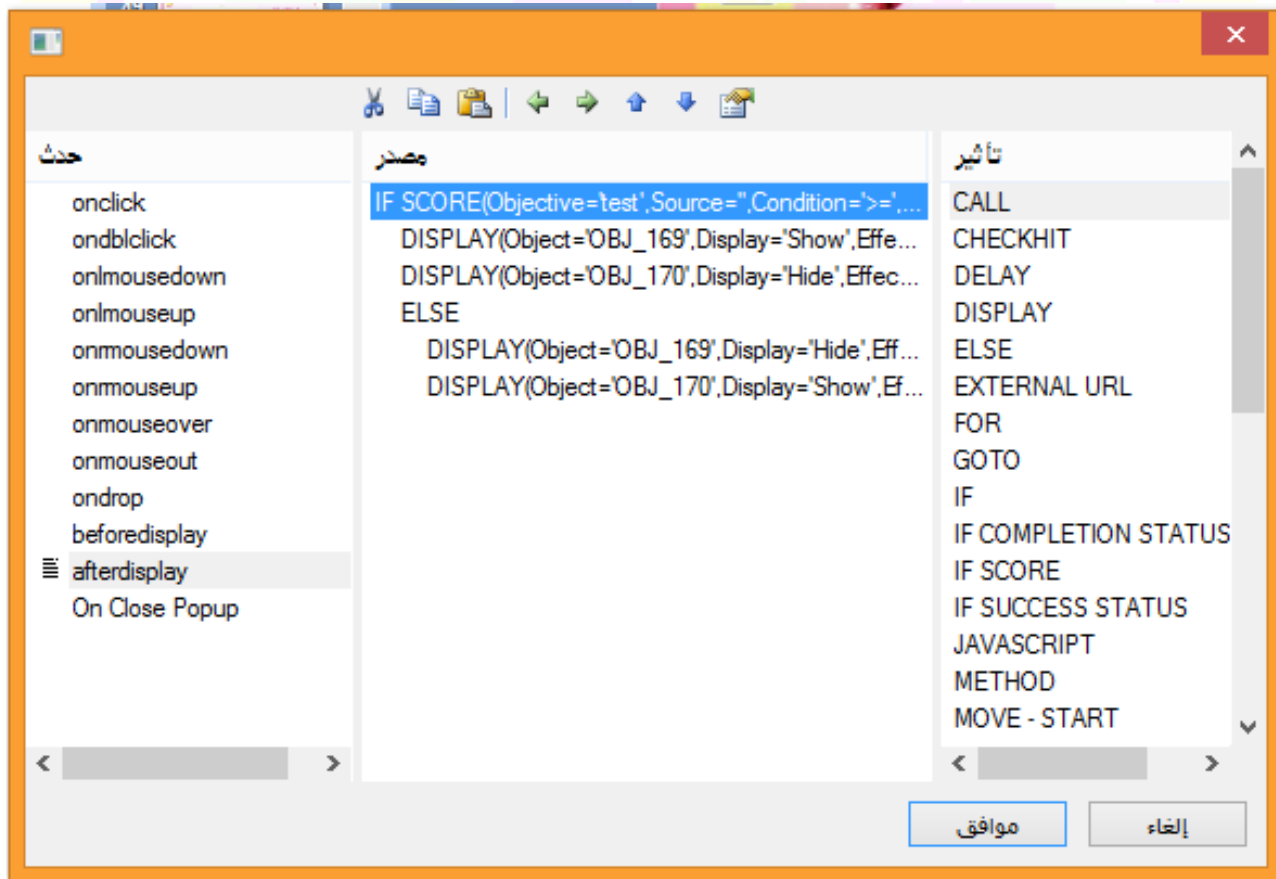 حدث
onclick
ondblclick
onlmousedown
onlmouseup
onrmousedown
onrmouseup
onmouseover
onmouseout
ondrop
beforedisplay
afterdisplay
On Close Popup
مصدر
IF SCORE(Objective='test',Source='',Condition='>=',...
DISPLAY(Object='OBJ_169',Display='Show',Effe...
DISPLAY(Object='OBJ_170',Display='Hide',Effec...
ELSE
DISPLAY(Object='OBJ_169',Display='Hide',Eff...
DISPLAY(Object='OBJ_170',Display='Show',Ef...
تأثير
CALL
CHECKHIT
DELAY
DISPLAY
ELSE
EXTERNAL URL
FOR
GOTO
IF
IF COMPLETION STATUS
IF SCORE
IF SUCCESS STATUS
JAVASCRIPT
METHOD
MOVE - START
موافق
إلغاء